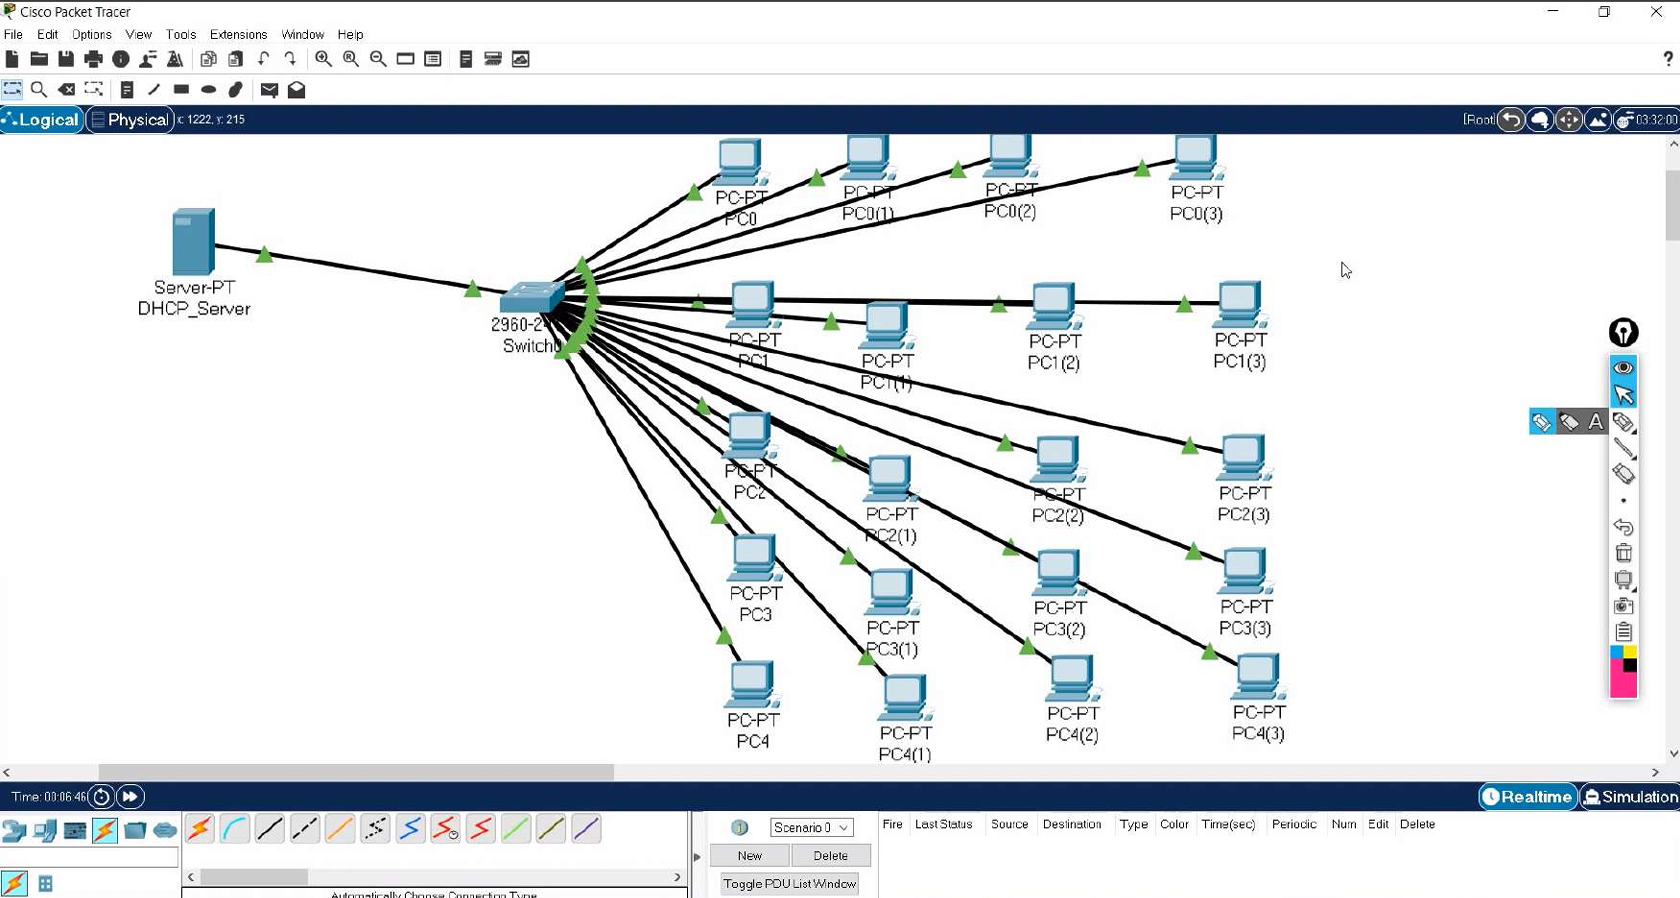 Cisco Packet Tracer
File Edit Options View Tools Extensions Window Help
?
Logical Physical x: 1222, y: 215 [Root] 03:32:00
PC-PT
PC0
PC-PT
PC0(1)
PC-PT
PC0(2)
PC-PT
PC0(3)
Server-PT
DHCP_Server
Switch0
PC-PT
PC1
PC-PT
PC1(1)
PC-PT
PC1(2)
PC-PT
PC1(3)
A
PC-PT
PC2
PC-PT
PC2(1)
PC-PT
PC2(2)
PC-PT
PC2(3)
PC-PT
PC3
PC-PT
PC3(1)
PC-PT
PC3(2)
PC-PT
PC3(3)
PC-PT
PC4
PC-PT
PC4(1)
PC-PT
PC4(2)
PC-PT
PC4(3)
Time: 00:06:46 Realtime Simulation
Scenario 0
New Delete
Toggle PDU List Window
Fire Last Status Source Destination Type Color Time(sec) Periodic Num Edit Delete
Automatically Choose Connection Type